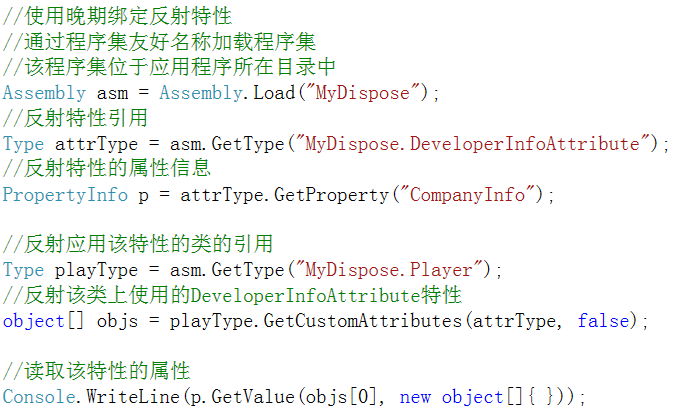 //使用晚期绑定反射特性
//通过程序集友好名称加载程序集
//该程序集位于应用程序所在目录中
Assembly asm = Assembly.Load("MyDispose");
//反射特性引用
Type attrType = asm.GetType("MyDispose.DeveloperInfoAttribute");
//反射特性的属性信息
PropertyInfo p = attrType.GetProperty("CompanyInfo");
//反射应用该特性的类的引用
Type playType = asm.GetType("MyDispose.Player");
//反射该类上使用的DeveloperInfoAttribute特性
object[] objs = playType.GetCustomAttributes(attrType, false);
//读取该特性的属性
Console.WriteLine(p.GetValue(objs[0], new object[]{ }));